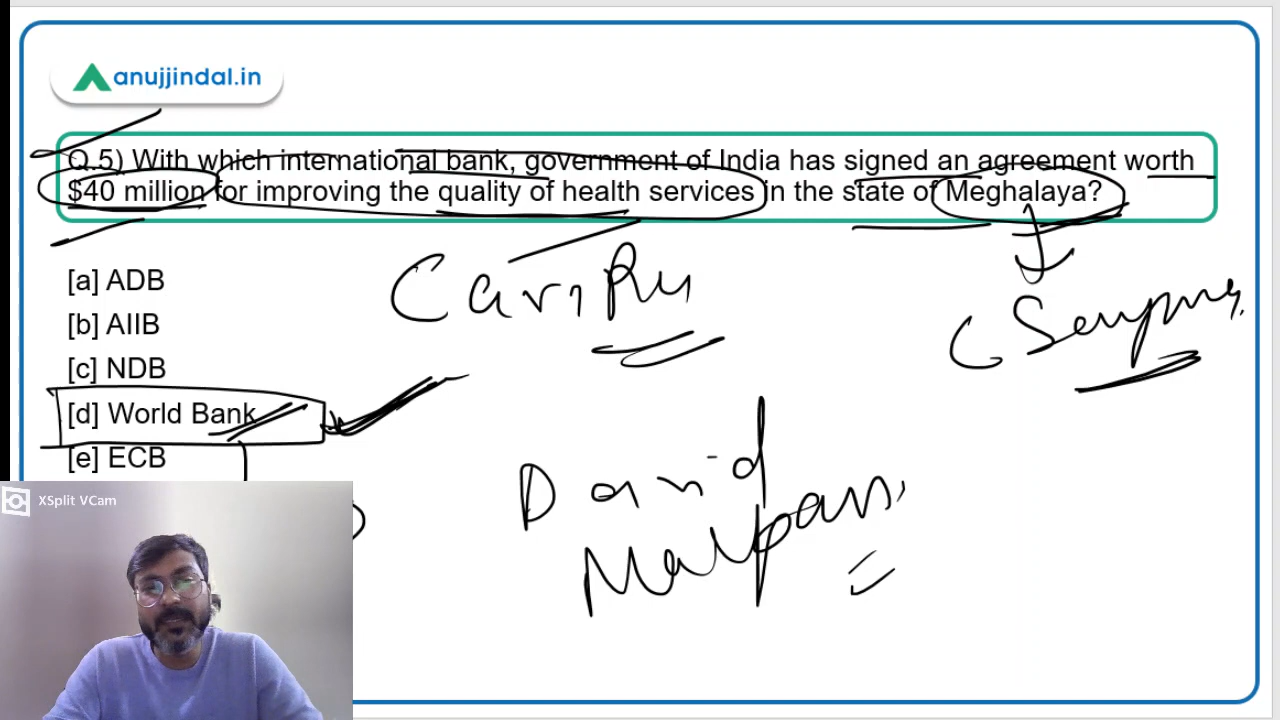 anujjindal.in
Q.5) With which international bank, government of India has signed an agreement worth
$40 million for improving the quality of health services in the state of Meghalaya?
[a] ADB
[b] AIIB
[c] NDB
[d] World Bank
[e] ECB
XSplit VCam
David
Malpass